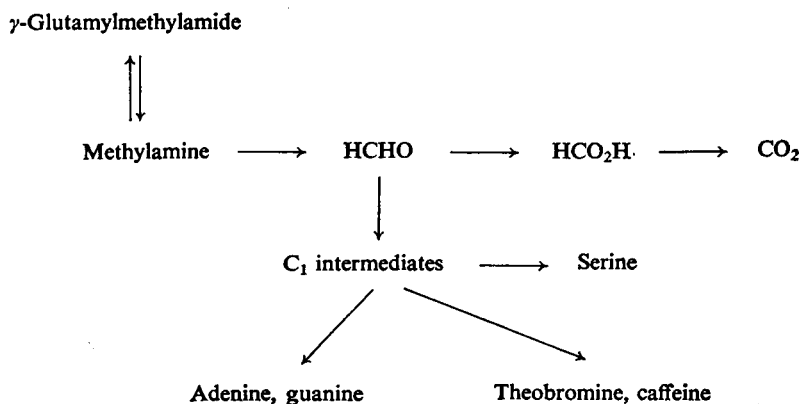 γ-Glutamylmethylamide
Methylamine HCHO HCO₂H CO₂
C₁ intermediates Serine
Adenine, guanine Theobromine, caffeine